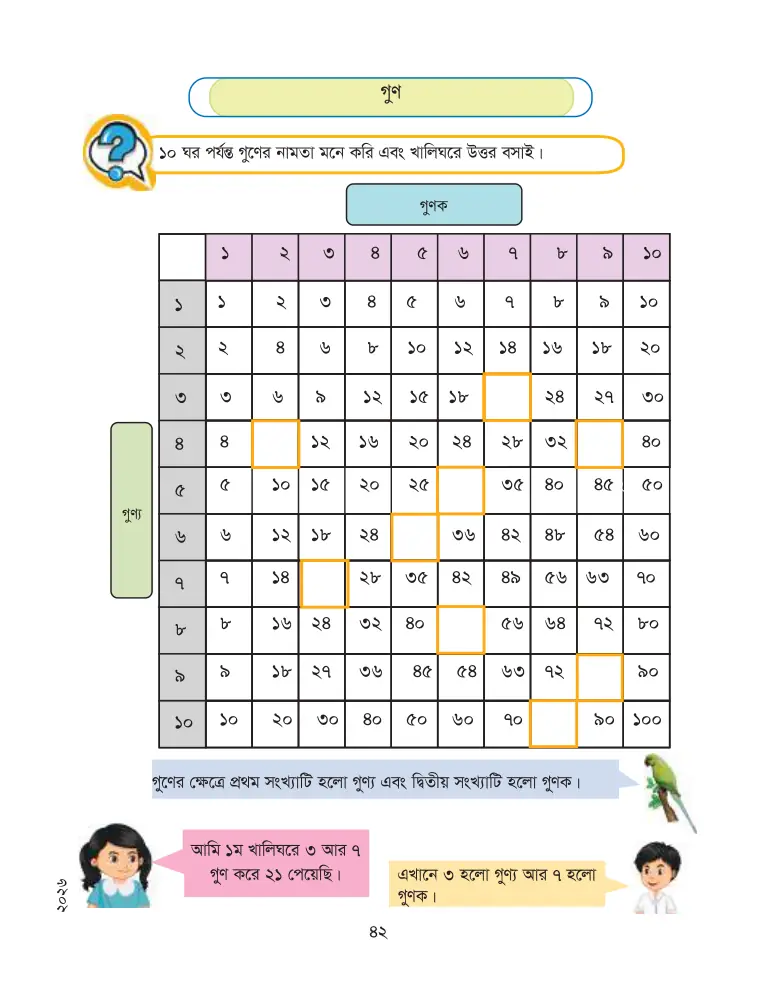 গুণ
১০ ঘর পর্যন্ত গুণের নামতা মনে করি এবং খালিঘরে উত্তর বসাই।
গুণক
১ ২ ৩ ৪ ৫ ৬ ৭ ৮ ৯ ১০
১ ১ ২ ৩ ৪ ৫ ৬ ৭ ৮ ৯ ১০
২ ২ ৪ ৬ ৮ ১০ ১২ ১৪ ১৬ ১৮ ২০
৩ ৩ ৬ ৯ ১২ ১৫ ১৮ ২৪ ২৭ ৩০
৪ ৪ ১২ ১৬ ২০ ২৪ ২৮ ৩২ ৪০
৫ ৫ ১০ ১৫ ২০ ২৫ ৩৫ ৪০ ৪৫ ৫০
গুণ্য
৬ ৬ ১২ ১৮ ২৪ ৩৬ ৪২ ৪৮ ৫৪ ৬০
৭ ৭ ১৪ ২৮ ৩৫ ৪২ ৪৯ ৫৬ ৬৩ ৭০
৮ ৮ ১৬ ২৪ ৩২ ৪০ ৫৬ ৬৪ ৭২ ৮০
৯ ৯ ১৮ ২৭ ৩৬ ৪৫ ৫৪ ৬৩ ৭২ ৯০
১০ ১০ ২০ ৩০ ৪০ ৫০ ৬০ ৭০ ৯০ ১০০
গুণের ক্ষেত্রে প্রথম সংখ্যাটি হলো গুণ্য এবং দ্বিতীয় সংখ্যাটি হলো গুণক।
আমি ১ম খালিঘরে ৩ আর ৭
গুণ করে ২১ পেয়েছি।
এখানে ৩ হলো গুণ্য আর ৭ হলো
গুণক।
২০২৬
৪২